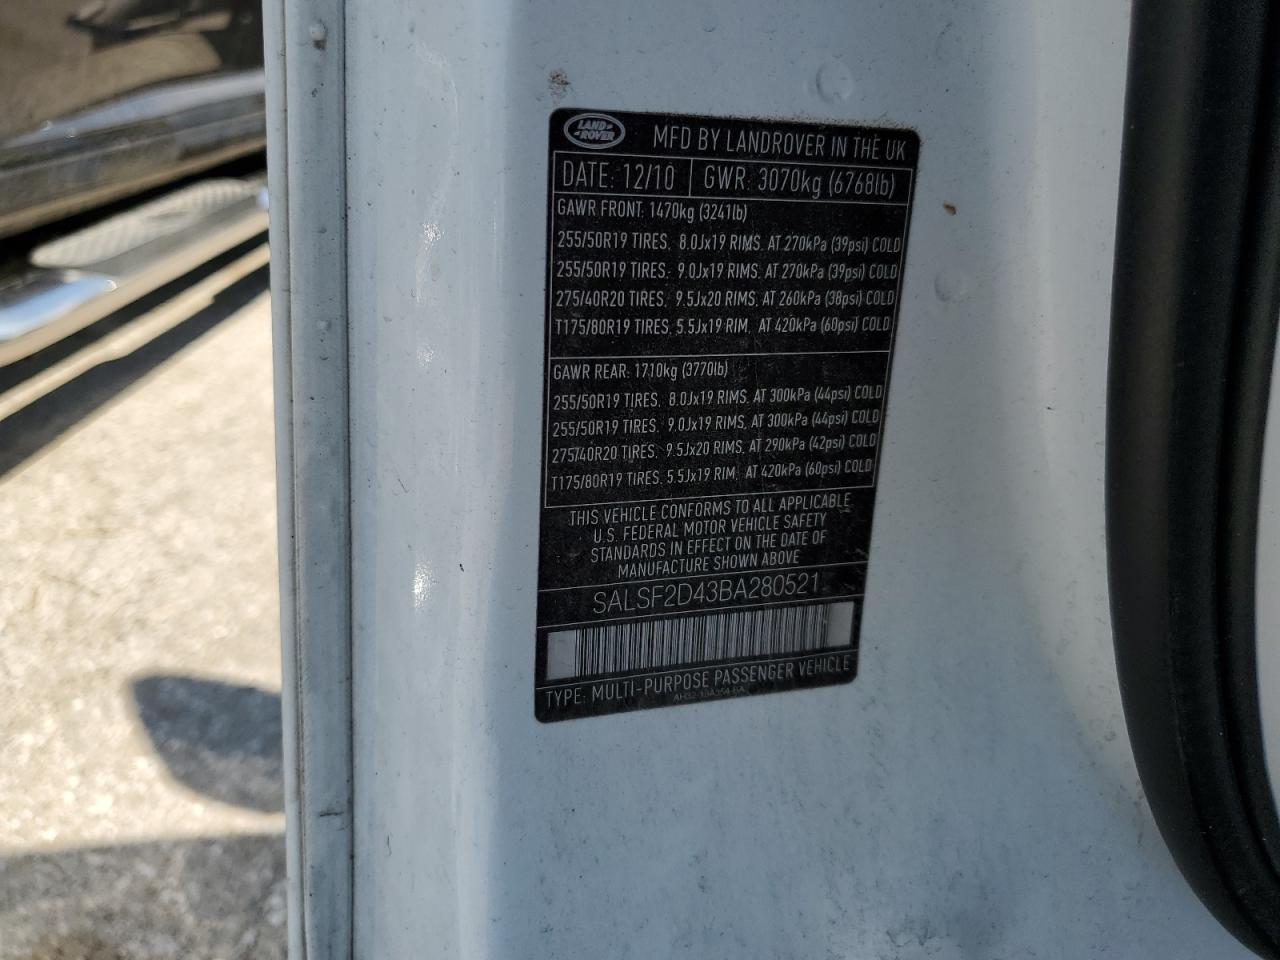 LAND ROVER
MFD BY LANDROVER IN THE UK
DATE: 12/10 GWR: 3070kg (6768lb)
GAWR FRONT: 1470kg (3241lb)
255/50R19 TIRES, 8.0Jx19 RIMS, AT 270kPa (39psi) COLD
255/50R19 TIRES, 9.0Jx19 RIMS, AT 270kPa (39psi) COLD
275/40R20 TIRES, 9.5Jx20 RIMS, AT 260kPa (38psi) COLD
T175/80R19 TIRES, 5.5Jx19 RIM, AT 420kPa (60psi) COLD
GAWR REAR: 1710kg (3770lb)
255/50R19 TIRES, 8.0Jx19 RIMS, AT 300kPa (44psi) COLD
255/50R19 TIRES, 9.0Jx19 RIMS, AT 300kPa (44psi) COLD
275/40R20 TIRES, 9.5Jx20 RIMS, AT 290kPa (42psi) COLD
T175/80R19 TIRES, 5.5Jx19 RIM, AT 420kPa (60psi) COLD
THIS VEHICLE CONFORMS TO ALL APPLICABLE
U.S. FEDERAL MOTOR VEHICLE SAFETY
STANDARDS IN EFFECT ON THE DATE OF
MANUFACTURE SHOWN ABOVE
SALSF2D43BA280521
TYPE: MULTI-PURPOSE PASSENGER VEHICLE